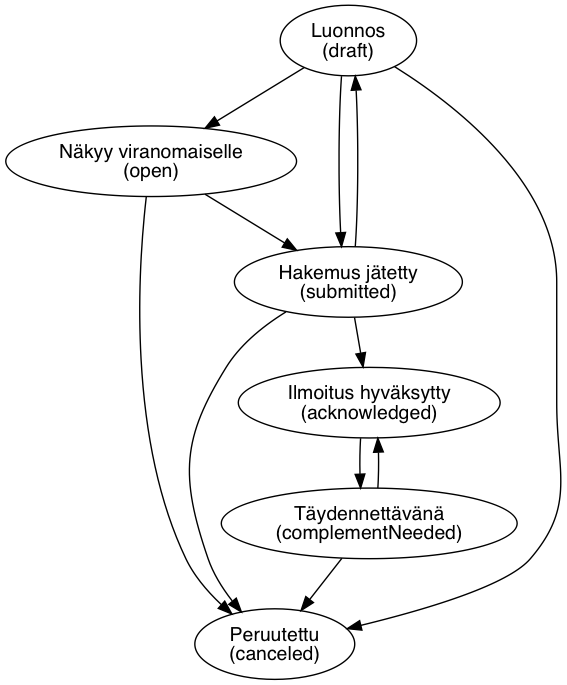 Luonnos
(draft)
Näkyy viranomaiselle
(open)
Hakemus jätetty
(submitted)
Ilmoitus hyväksytty
(acknowledged)
Täydennettävänä
(complementNeeded)
Peruutettu
(canceled)